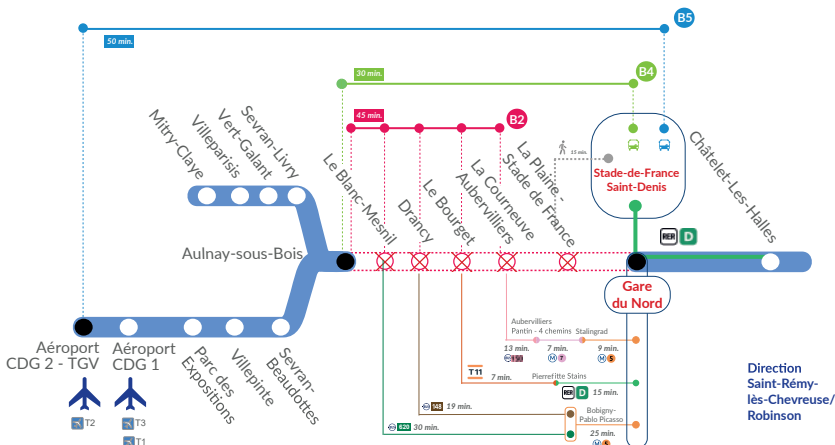 B5
50 min.
30 min.
B4
45 min.
B2
Mitry-Claye
Villeparisis
Vert-Galant
Sevran-Livry
Le Blanc-Mesnil
Drancy
Le Bourget
La Courneuve
Aubervilliers
La Plaine -
Stade de France
15 min.
Stade-de-France
Saint-Denis
Châtelet-Les-Halles
RER D
Aulnay-sous-Bois
Gare
du Nord
Aéroport
CDG 2 - TGV
Aéroport
CDG 1
Parc des
Expositions
Villepinte
Sevran-
Beaudottes
T2
T3
T1
Aubervilliers
Pantin - 4 chemins
Stalingrad
13 min.
7 min.
9 min.
150
M 7
M 5
T 11
7 min.
Pierrefitte Stains
RER D
15 min.
148
19 min.
Bobigny-
Pablo Picasso
620
30 min.
25 min.
M 5
Direction
Saint-Rémy-
lès-Chevreuse/
Robinson